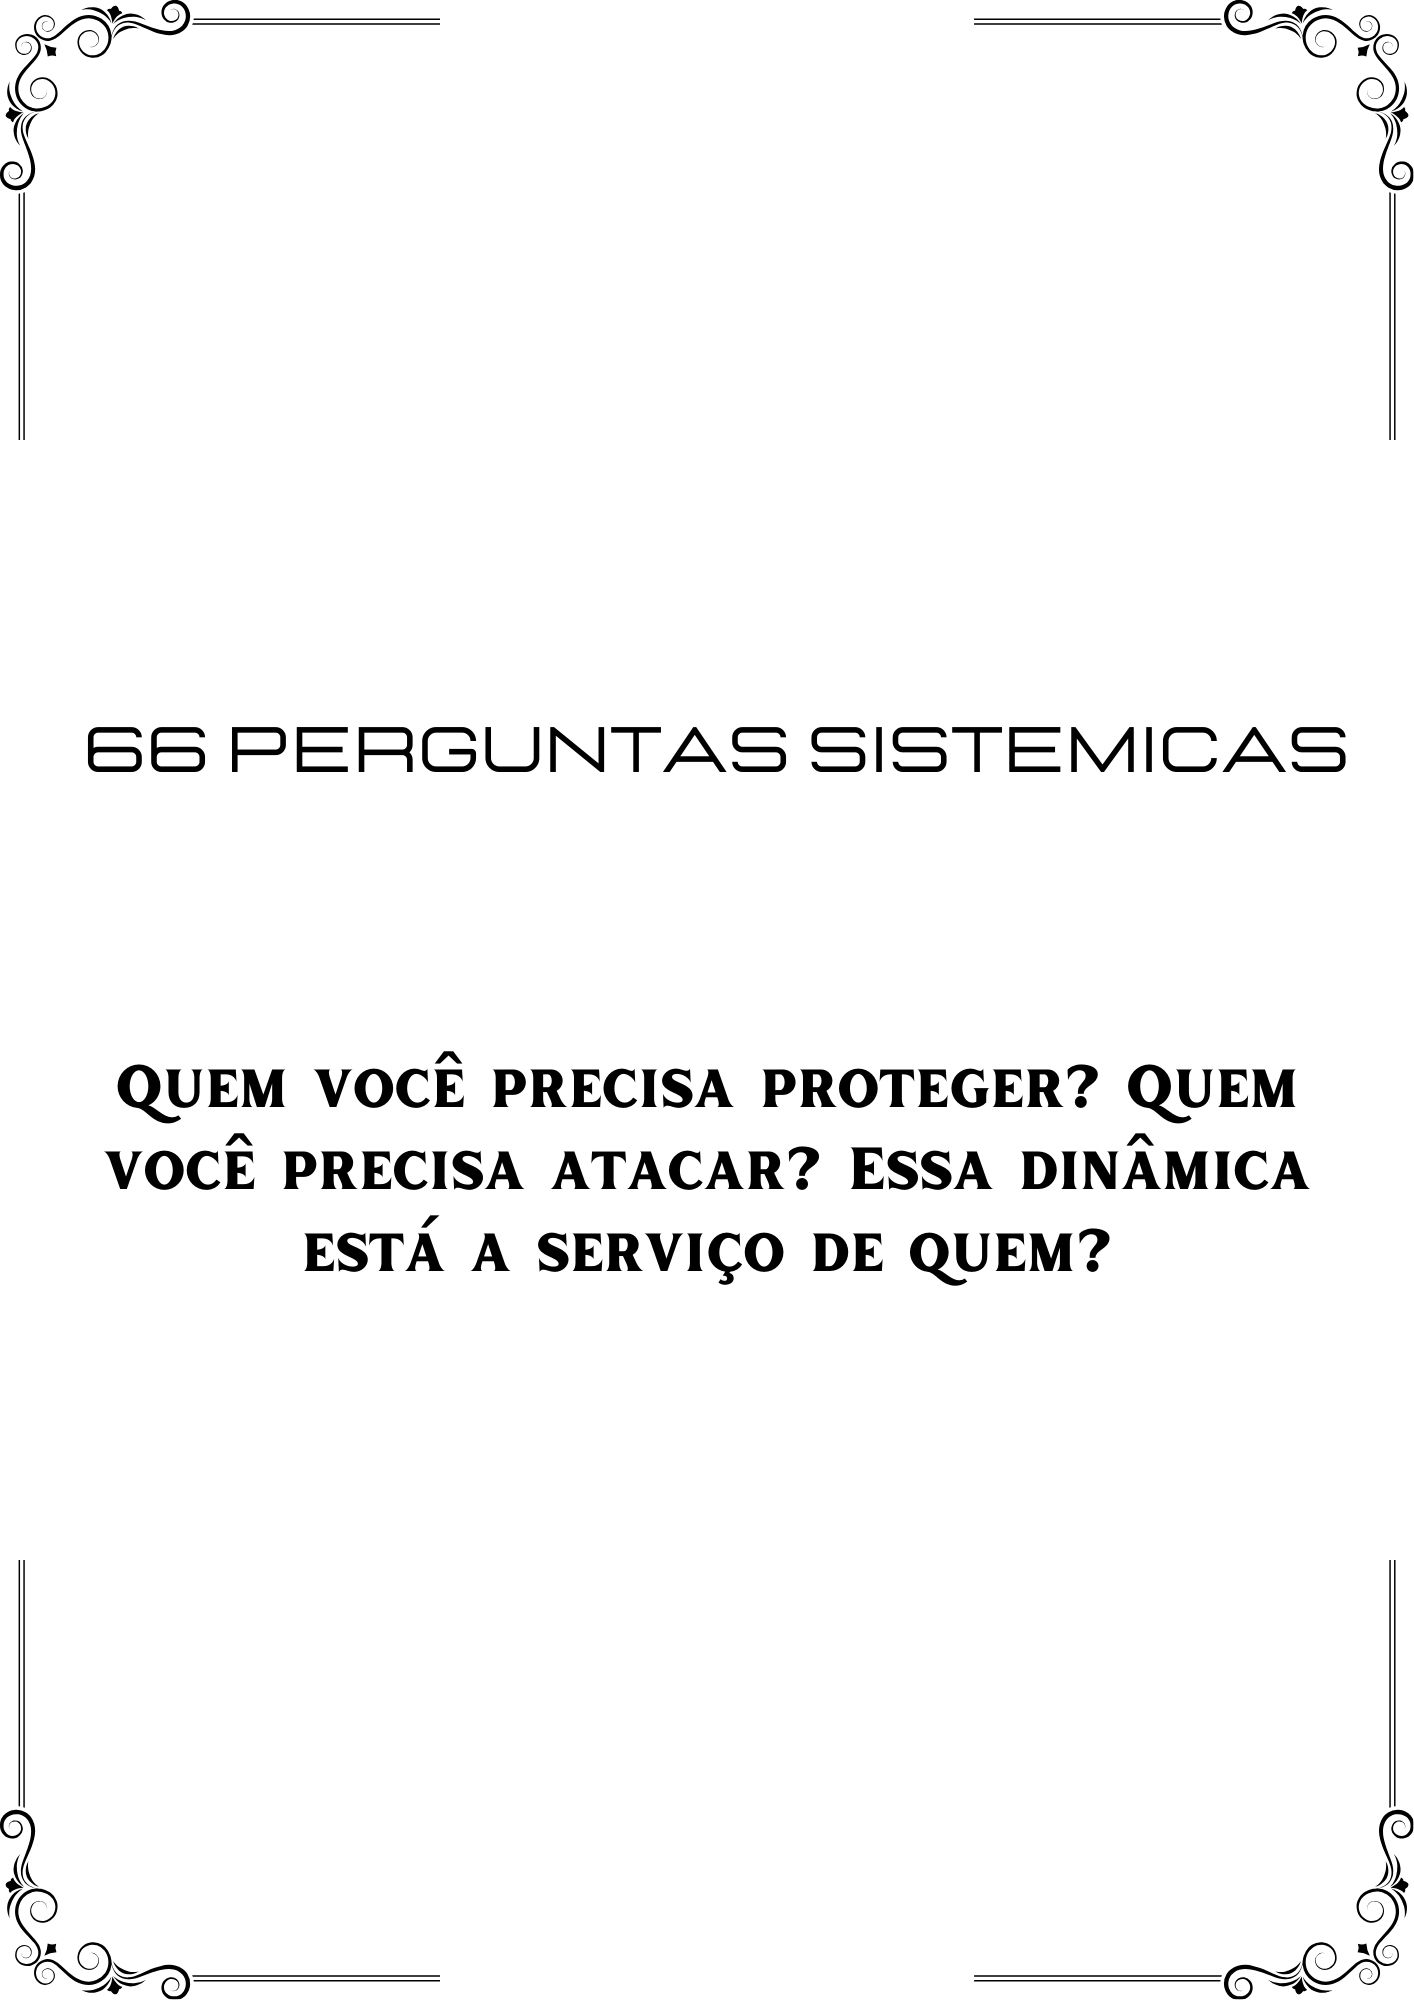 66 PERGUNTAS SISTEMICAS
Quem você precisa proteger? Quem
você precisa atacar? Essa dinâmica
está a serviço de quem?